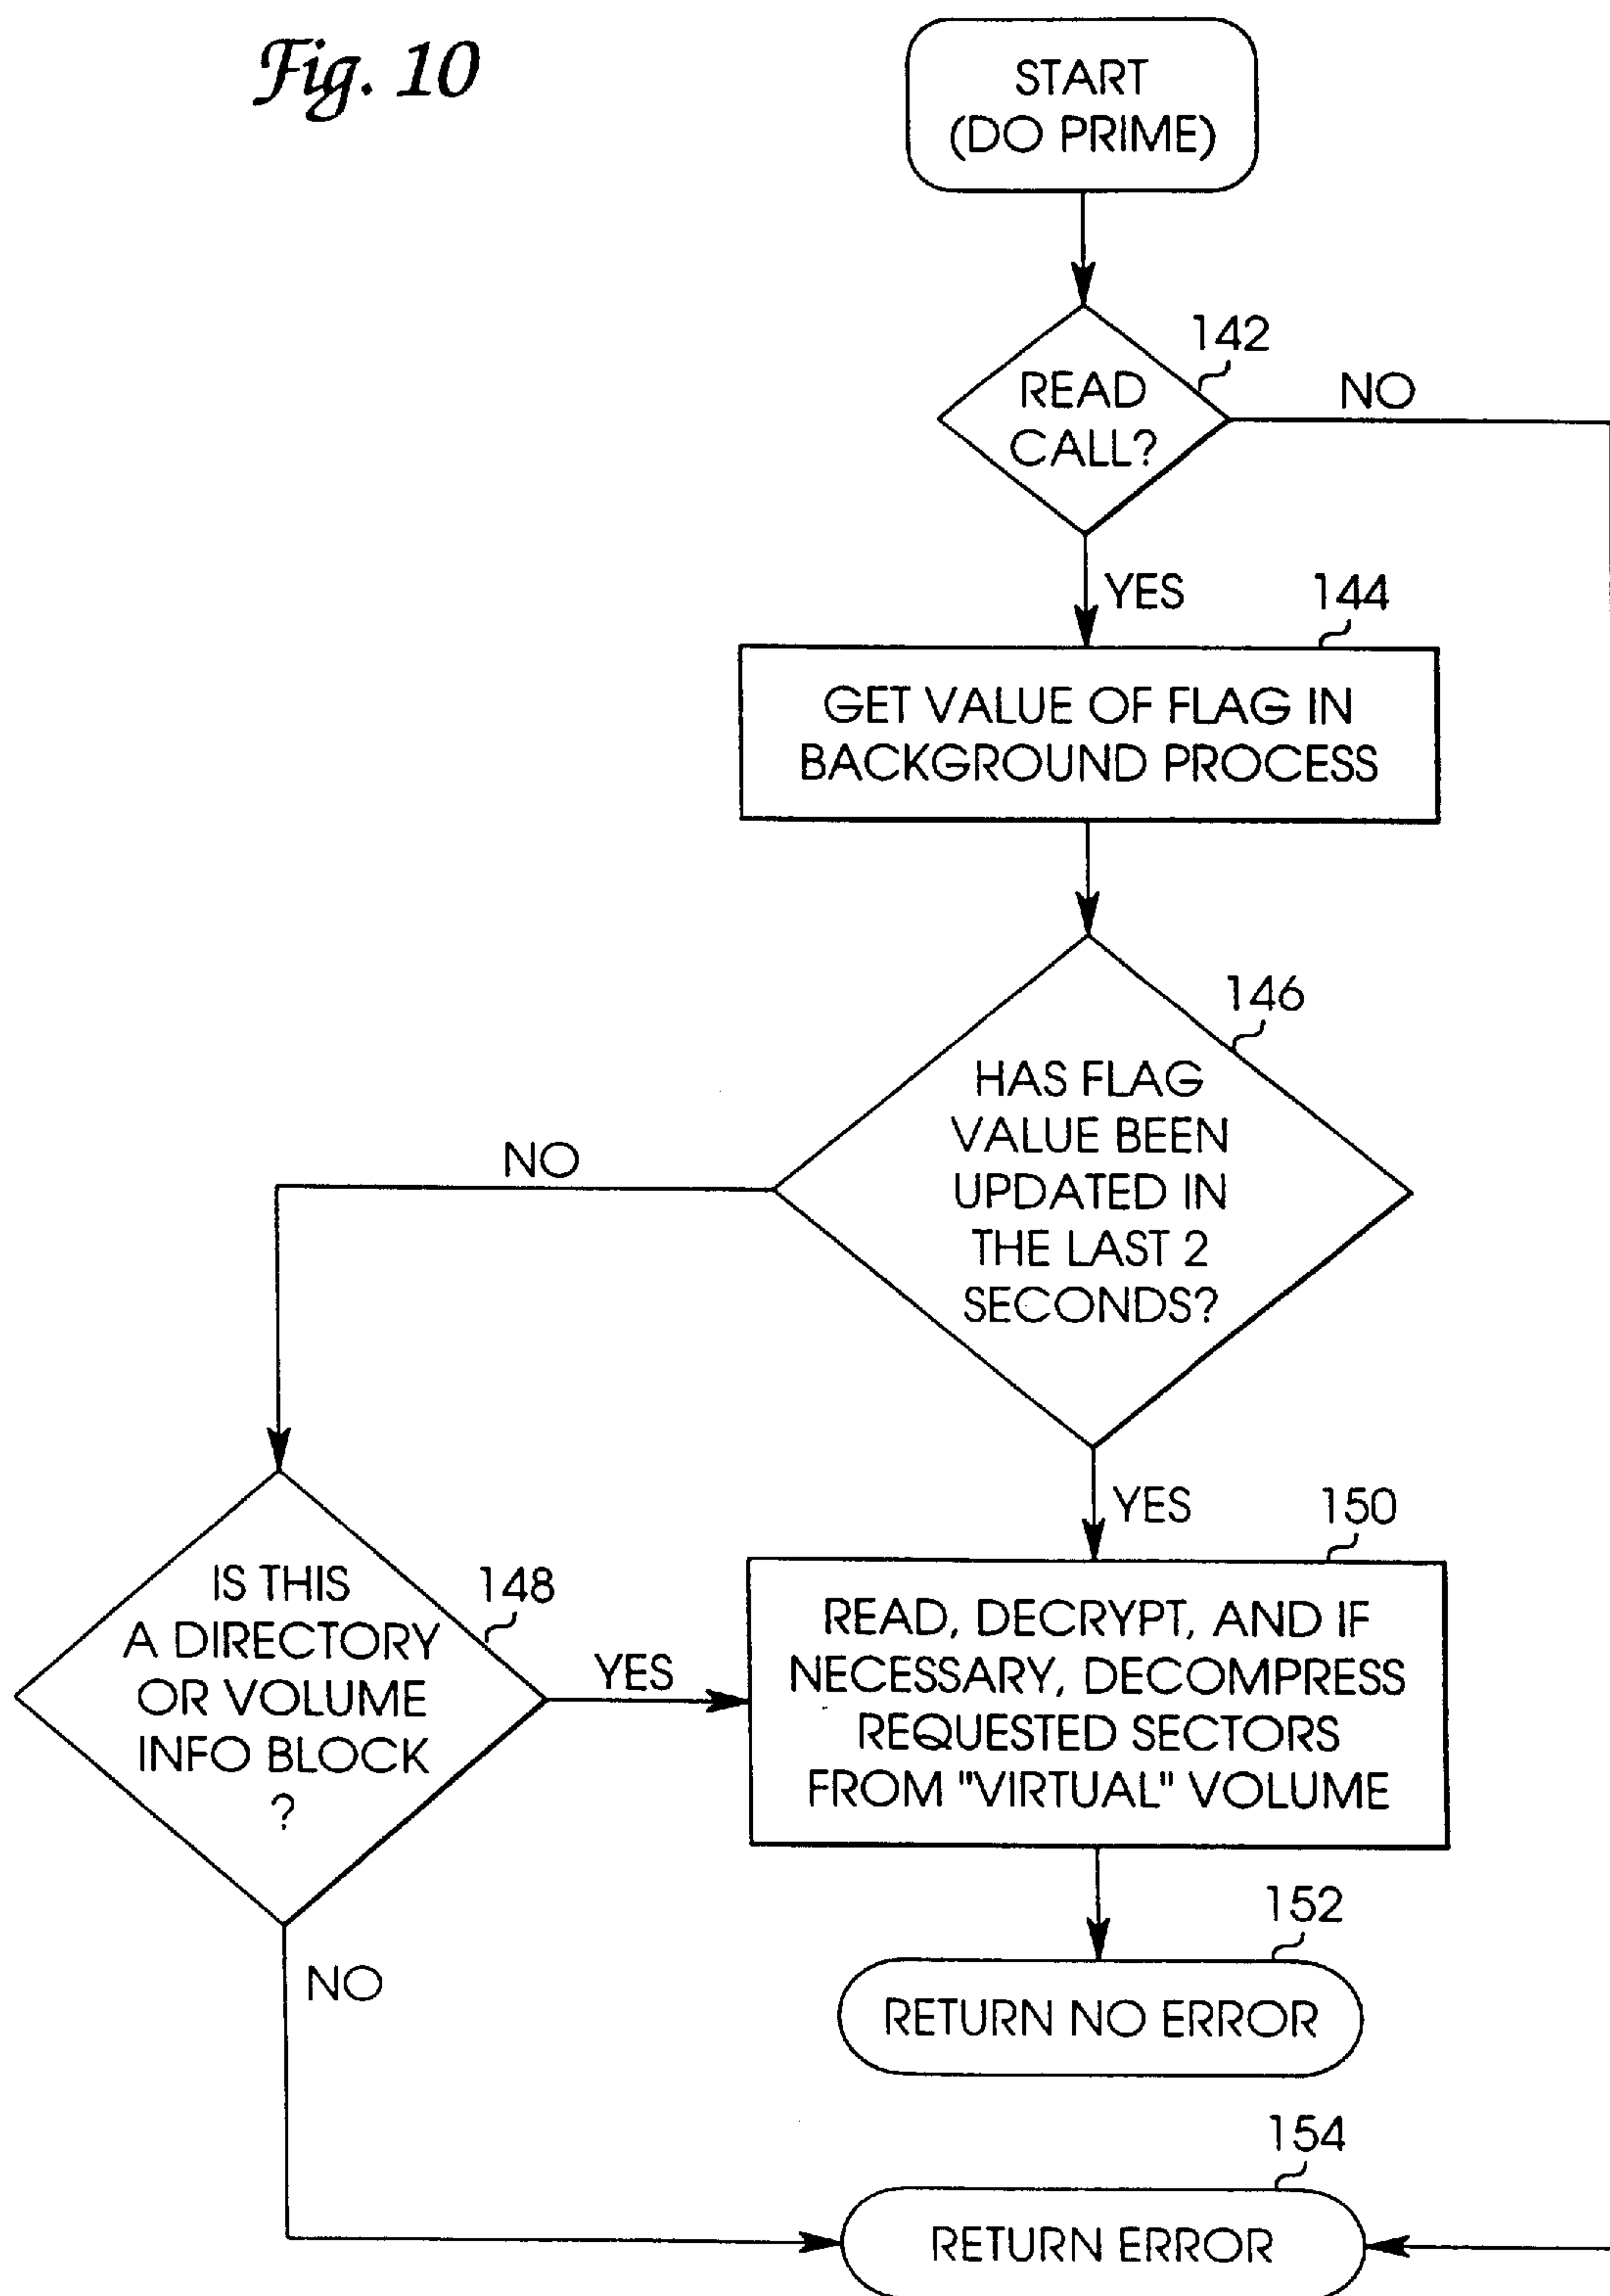 Fig. 10
START
(DO PRIME)
142
READ
CALL?
NO
YES
144
GET VALUE OF FLAG IN
BACKGROUND PROCESS
146
HAS FLAG
VALUE BEEN
UPDATED IN
THE LAST 2
SECONDS?
NO
YES
150
IS THIS
A DIRECTORY
OR VOLUME
INFO BLOCK
?
148
YES
READ, DECRYPT, AND IF
NECESSARY, DECOMPRESS
REQUESTED SECTORS
FROM "VIRTUAL" VOLUME
152
NO
RETURN NO ERROR
154
RETURN ERROR